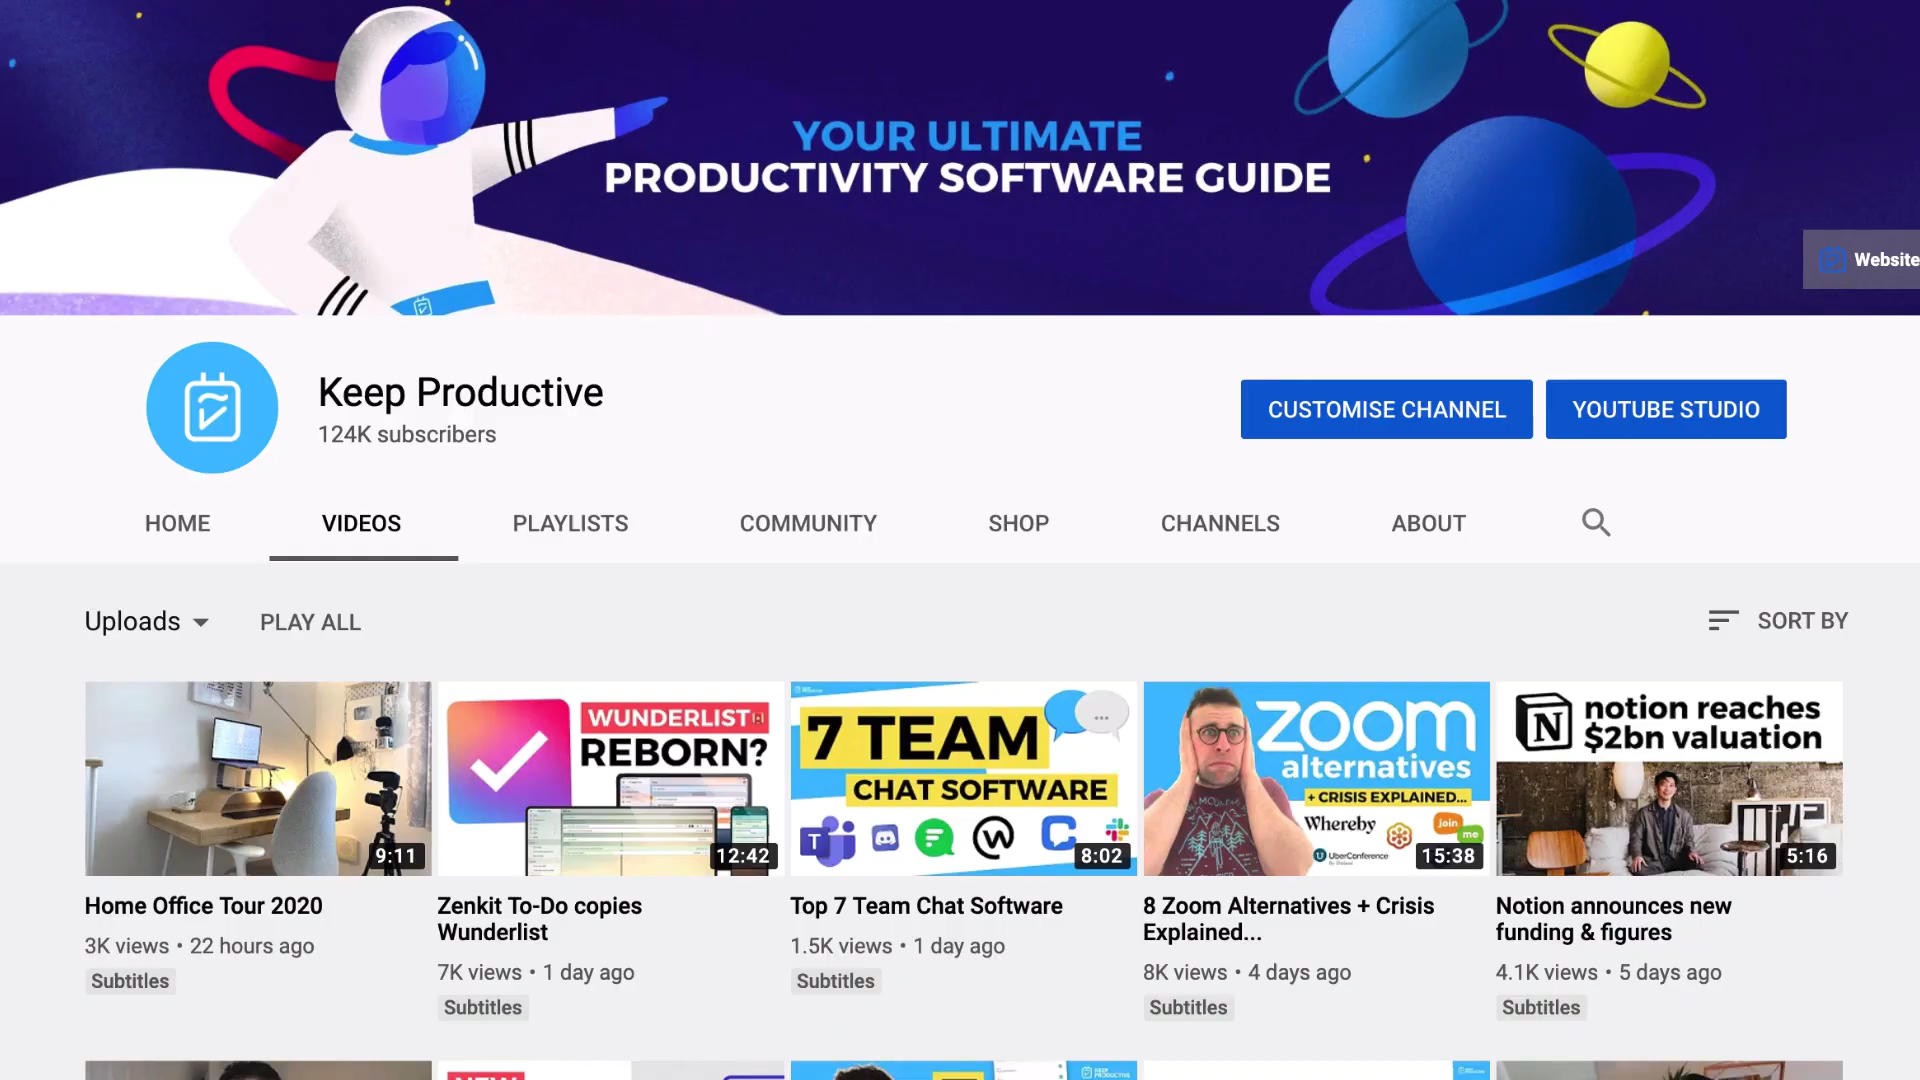 YOUR ULTIMATE
PRODUCTIVITY SOFTWARE GUIDE
Website
Keep Productive
124K subscribers
CUSTOMISE CHANNEL
YOUTUBE STUDIO
HOME
VIDEOS
PLAYLISTS
COMMUNITY
SHOP
CHANNELS
ABOUT
Uploads
PLAY ALL
SORT BY
9:11
WUNDERLIST
REBORN?
12:42
7 TEAM
CHAT SOFTWARE
8:02
zoom
alternatives
+ CRISIS EXPLAINED...
Whereby
join
me
UberConference
15:38
notion reaches
$2bn valuation
5:16
Home Office Tour 2020
3K views • 22 hours ago
Subtitles
Zenkit To-Do copies
Wunderlist
7K views • 1 day ago
Subtitles
Top 7 Team Chat Software
1.5K views • 1 day ago
Subtitles
8 Zoom Alternatives + Crisis
Explained...
8K views • 4 days ago
Subtitles
Notion announces new
funding & figures
4.1K views • 5 days ago
Subtitles
KEEP
PRODUCTIVE